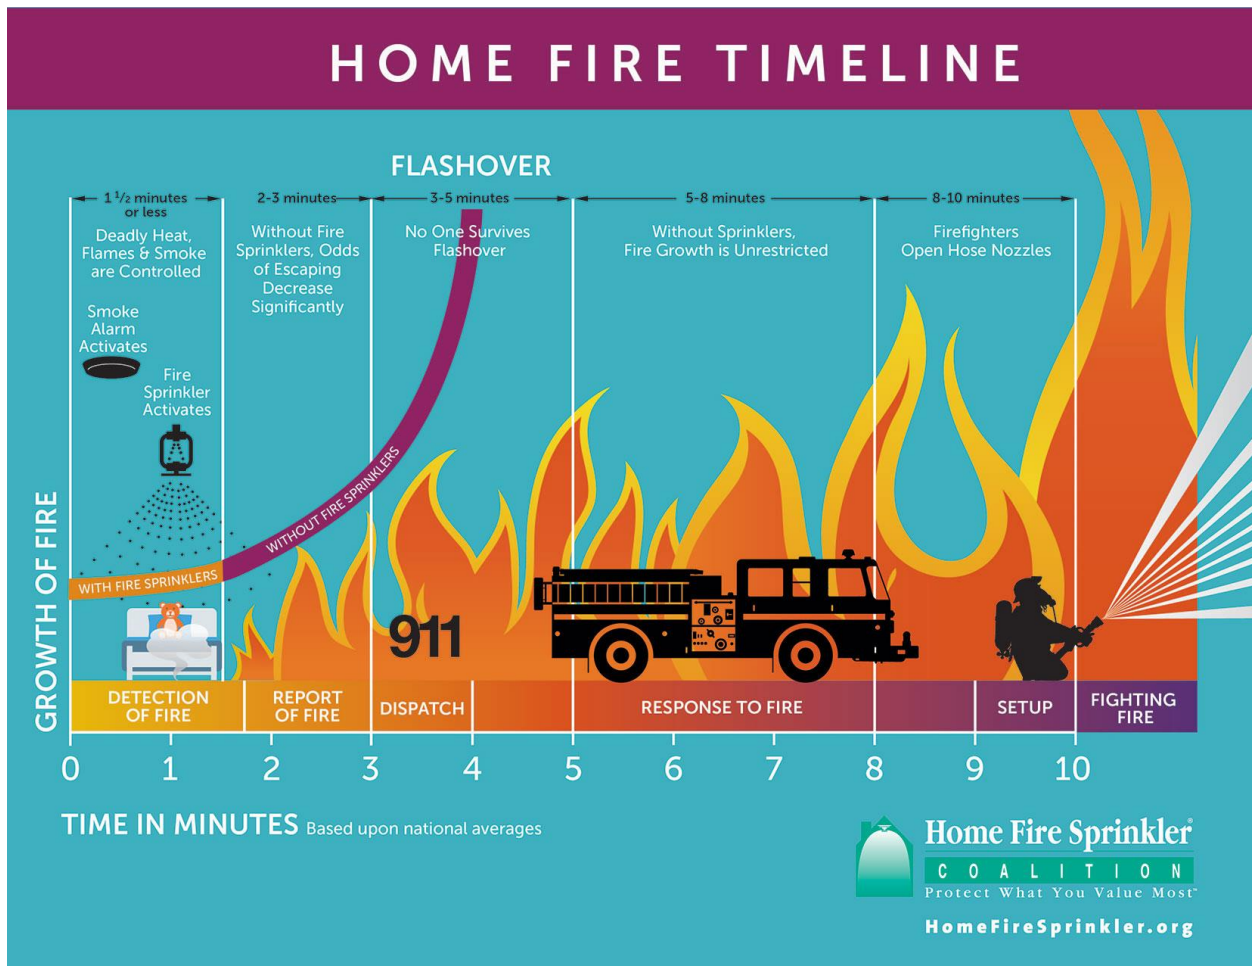 HOME FIRE TIMELINE
FLASHOVER
1 1/2 minutes
or less
2-3 minutes
3-5 minutes
5-8 minutes
8-10 minutes
Deadly Heat,
Flames & Smoke
are Controlled
Without Fire
Sprinklers, Odds
of Escaping
Decrease
Significantly
No One Survives
Flashover
Without Sprinklers,
Fire Growth is Unrestricted
Firefighters
Open Hose Nozzles
Smoke
Alarm
Activates
Fire
Sprinkler
Activates
WITH FIRE SPRINKLERS
WITHOUT FIRE SPRINKLERS
911
GROWTH OF FIRE
DETECTION
OF FIRE
REPORT
OF FIRE
DISPATCH
RESPONSE TO FIRE
SETUP
FIGHTING
FIRE
0 1 2 3 4 5 6 7 8 9 10
TIME IN MINUTES Based upon national averages
Home Fire Sprinkler®
COALITION
Protect What You Value Most™
HomeFireSprinkler.org